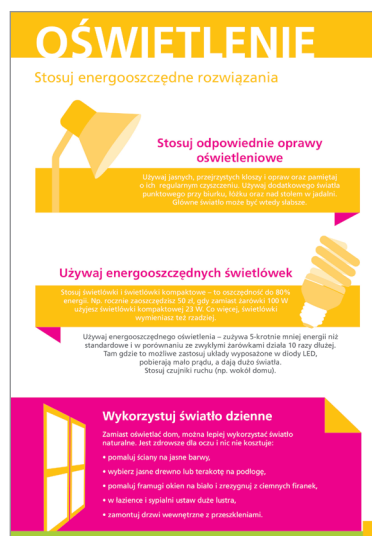 OŚWIETLENIE
Stosuj energooszczędne rozwiązania
Stosuj odpowiednie oprawy
oświetleniowe
Używaj jasnych, przejrzystych kloszy i opraw oraz pamiętaj
o ich regularnym czyszczeniu. Używaj dodatkowego światła
punktowego przy biurku, łóżku oraz nad stołem w jadalni.
Główne światło może być wtedy słabsze.
Używaj energooszczędnych świetlówek
Stosuj świetlówki i świetlówki kompaktowe – to oszczędność do 80%
energii. Np. rocznie zaoszczędzisz 50 zł, gdy zamiast żarówki 100 W
użyjesz świetlówki kompaktowej 23 W. Co więcej, świetlówki
wymieniasz też rzadziej.
Używaj energooszczędnego oświetlenia – zużywa 5-krotnie mniej energii niż
standardowe i w porównaniu ze zwykłymi żarówkami działa 10 razy dłużej.
Tam gdzie to możliwe zastosuj układy wyposażone w diody LED,
pobierają mało prądu, a dają dużo światła.
Stosuj czujniki ruchu (np. wokół domu).
Wykorzystuj światło dzienne
Zamiast oświetlać dom, można lepiej wykorzystać światło
naturalne. Jest zdrowsze dla oczu i nic nie kosztuje:
• pomaluj ściany na jasne barwy,
• wybierz jasne drewno lub terakotę na podłogę,
• pomaluj framugi okien na biało i zrezygnuj z ciemnych firanek,
• w łazience i sypialni ustaw duże lustra,
• zamontuj drzwi wewnętrzne z przeszkleniami.